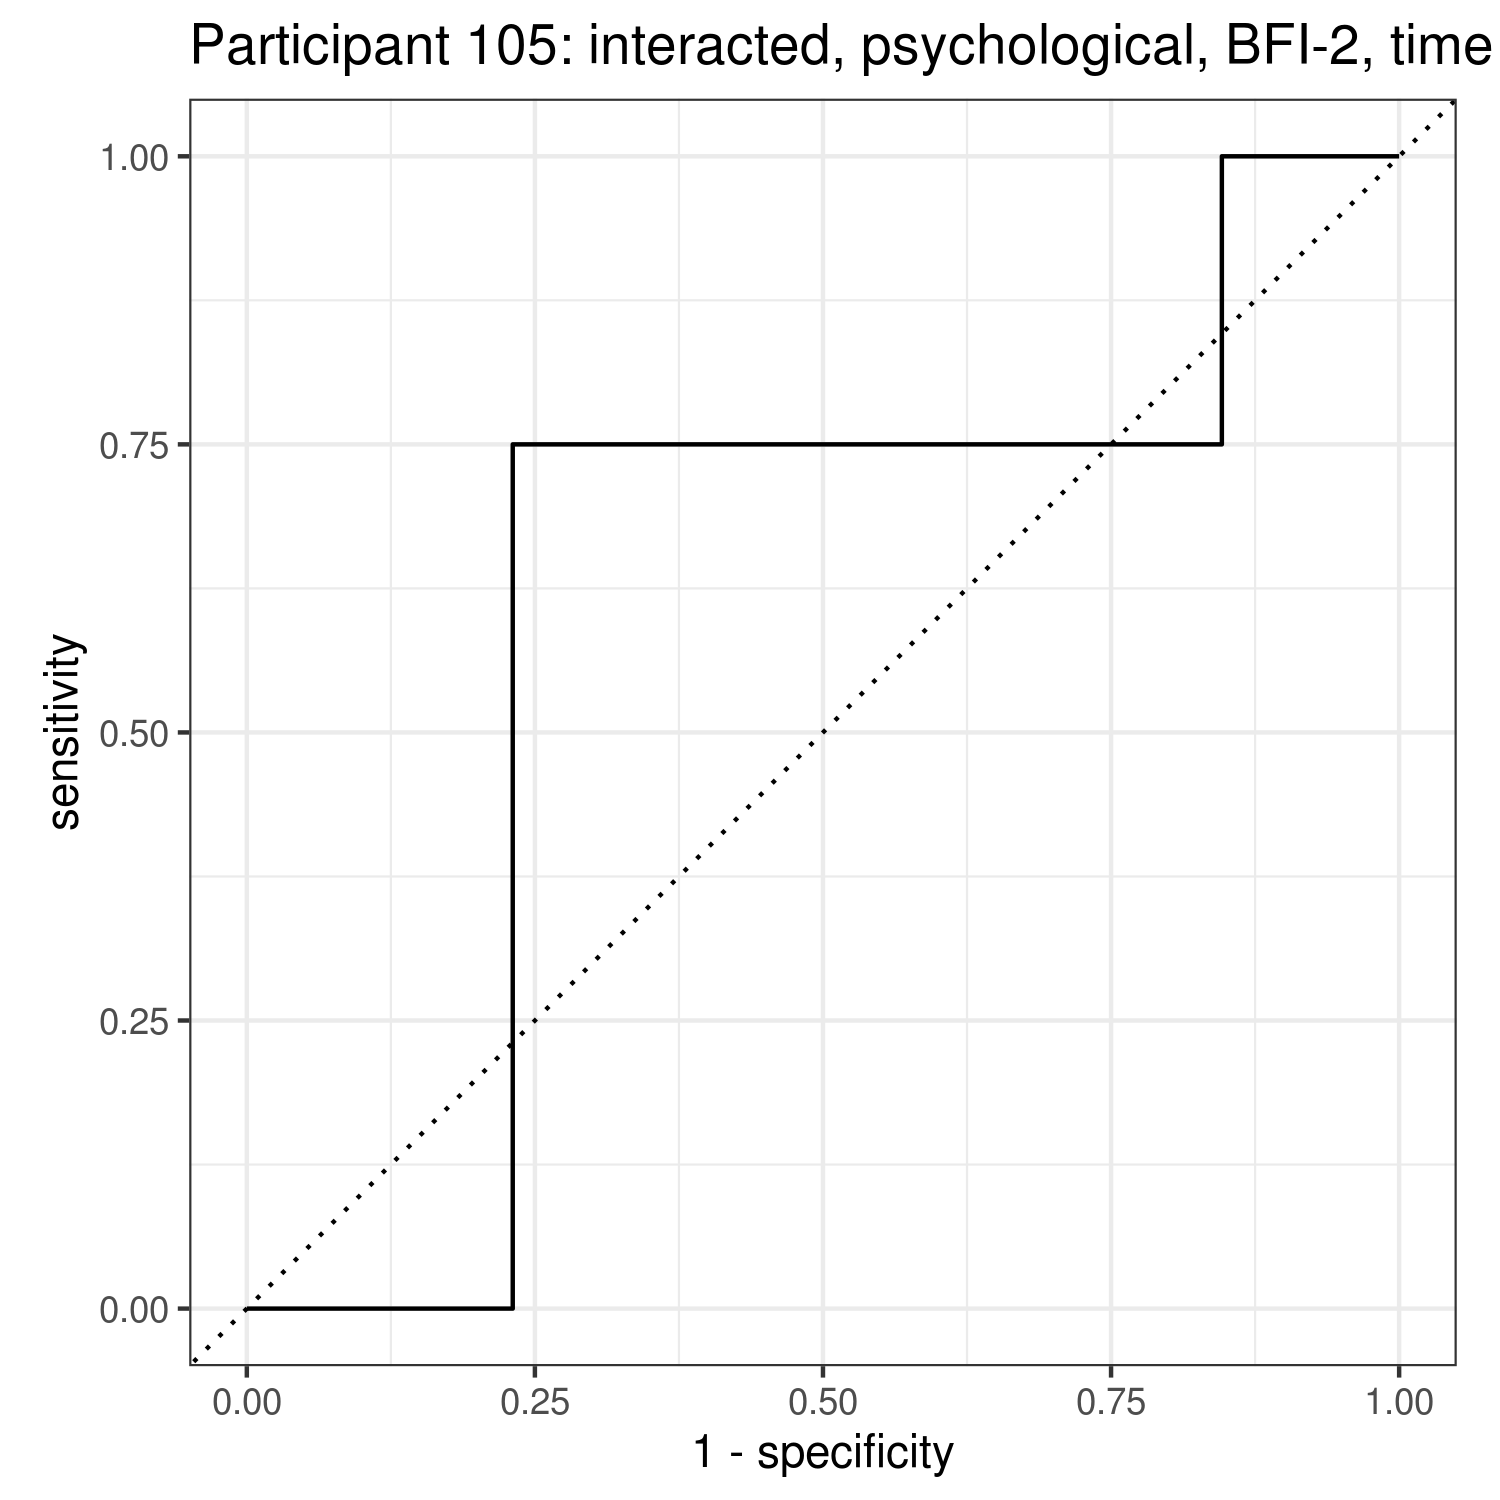 Participant 105: interacted, psychological, BFI-2, time
1.00
0.75
0.50
0.25
0.00
sensitivity
0.00 0.25 0.50 0.75 1.00
1 - specificity